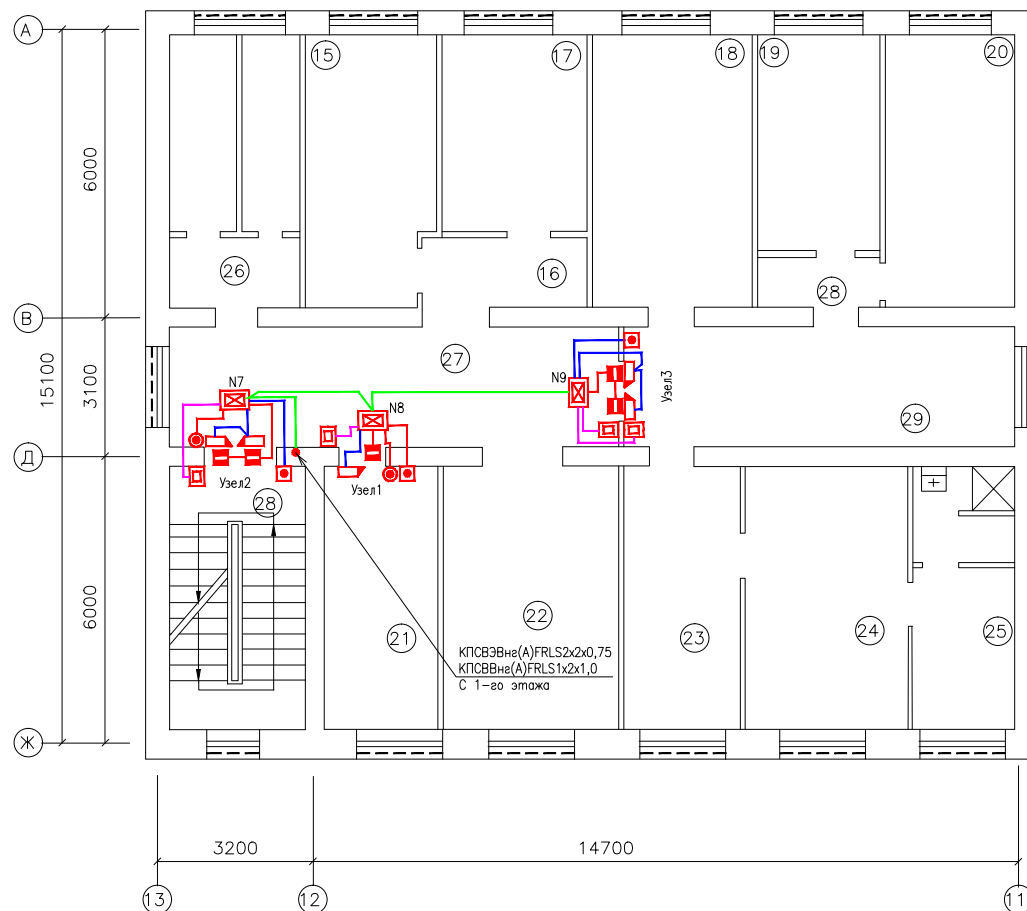 А
15
17
18
19
20
6000
26
16
28
В
27
N7
N8
N9
Узел3
29
15100
3100
Д
Узел2
Узел1
28
6000
21
22
23
24
25
КПСВЭВнг(А)FRLS2x2x0,75
КПСВВнг(А)FRLS1x2x1,0
С 1-го этажа
Ж
3200
14700
13
12
11